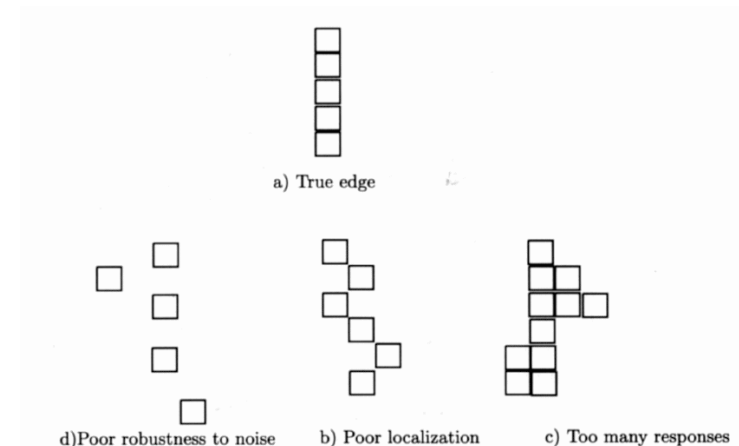 a) True edge
d)Poor robustness to noise
b) Poor localization
c) Too many responses